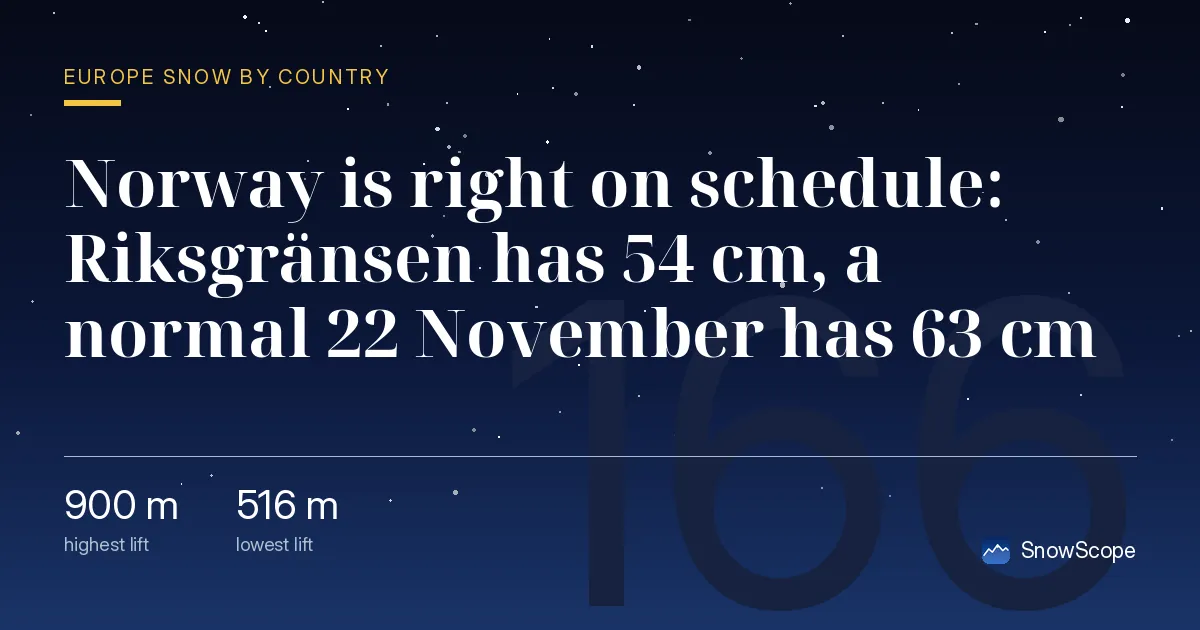 EUROPE SNOW BY COUNTRY
Norway is right on schedule:
Riksgränsen has 54 cm, a
normal 22 November has 63 cm
166
900 m
516 m
highest lift
lowest lift
SnowScope